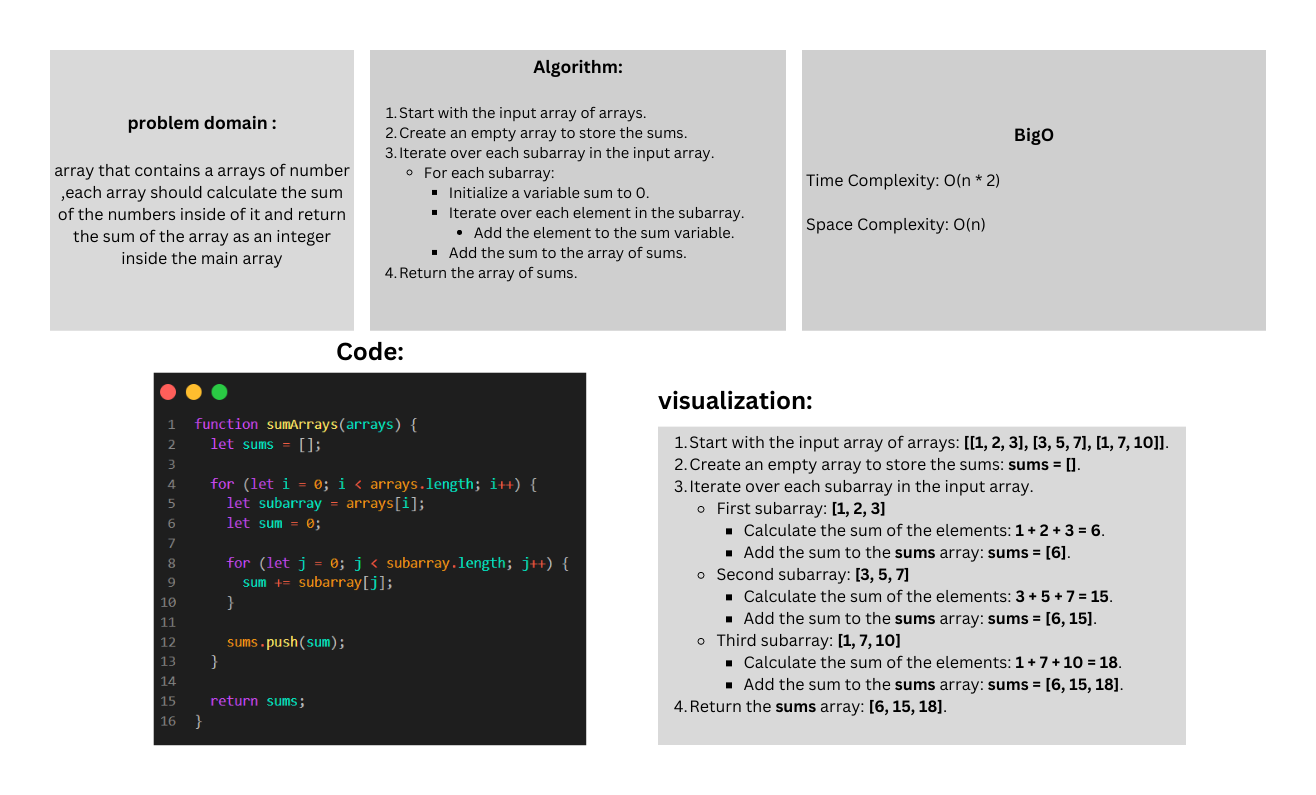 problem domain :
array that contains a arrays of number
,each array should calculate the sum
of the numbers inside of it and return
the sum of the array as an integer
inside the main array
Algorithm:
1. Start with the input array of arrays.
2. Create an empty array to store the sums.
3. Iterate over each subarray in the input array.
○ For each subarray:
▪ Initialize a variable sum to 0.
▪ Iterate over each element in the subarray.
• Add the element to the sum variable.
▪ Add the sum to the array of sums.
4. Return the array of sums.
BigO
Time Complexity: O(n * 2)
Space Complexity: O(n)
Code:
1 function sumArrays(arrays) {
2   let sums = [];
3
4   for (let i = 0; i < arrays.length; i++) {
5     let subarray = arrays[i];
6     let sum = 0;
7
8     for (let j = 0; j < subarray.length; j++) {
9       sum += subarray[j];
10     }
11
12     sums.push(sum);
13   }
14
15   return sums;
16 }
visualization:
1. Start with the input array of arrays: [[1, 2, 3], [3, 5, 7], [1, 7, 10]].
2. Create an empty array to store the sums: sums = [].
3. Iterate over each subarray in the input array.
○ First subarray: [1, 2, 3]
▪ Calculate the sum of the elements: 1 + 2 + 3 = 6.
▪ Add the sum to the sums array: sums = [6].
○ Second subarray: [3, 5, 7]
▪ Calculate the sum of the elements: 3 + 5 + 7 = 15.
▪ Add the sum to the sums array: sums = [6, 15].
○ Third subarray: [1, 7, 10]
▪ Calculate the sum of the elements: 1 + 7 + 10 = 18.
▪ Add the sum to the sums array: sums = [6, 15, 18].
4. Return the sums array: [6, 15, 18].